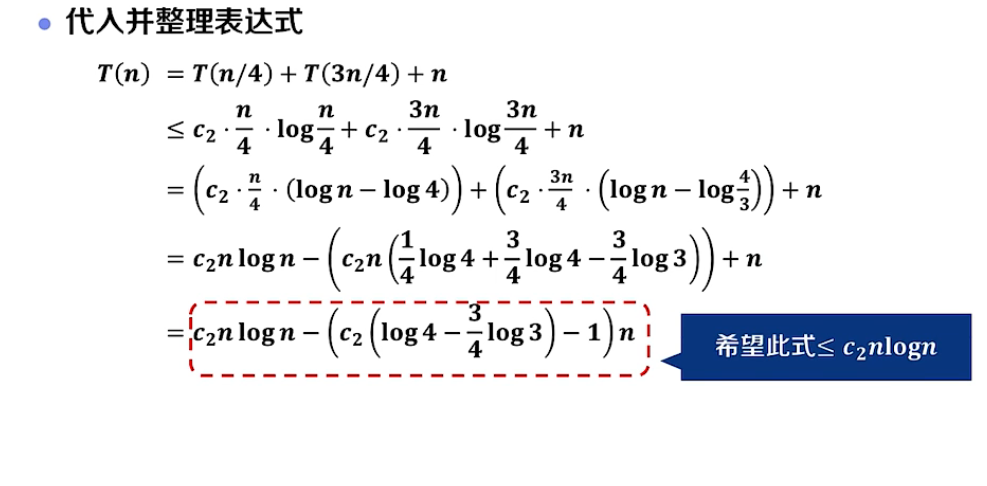 代入并整理表达式
T(n) = T(n/4) + T(3n/4) + n
≤ c₂ · n/4 · log n/4 + c₂ · 3n/4 · log 3n/4 + n
= (c₂ · n/4 · (log n − log 4)) + (c₂ · 3n/4 · (log n − log 4/3)) + n
= c₂n log n − (c₂n (1/4 log 4 + 3/4 log 4 − 3/4 log 3)) + n
= c₂n log n − (c₂ (log 4 − 3/4 log 3) − 1) n
希望此式≤ c₂nlogn